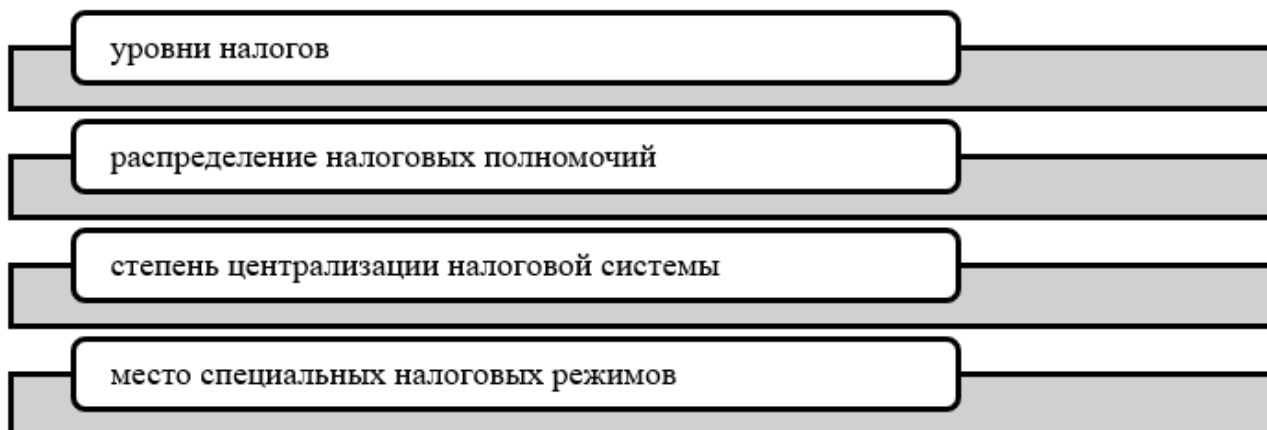 уровни налогов
распределение налоговых полномочий
степень централизации налоговой системы
место специальных налоговых режимов